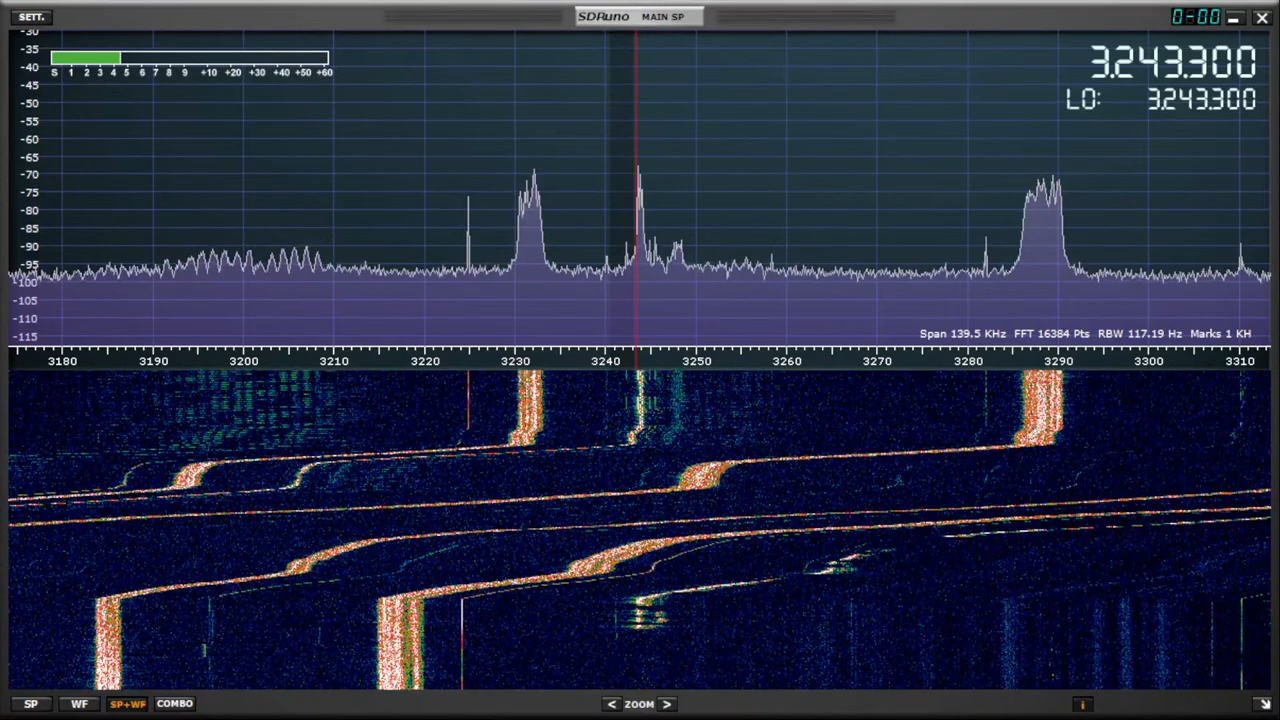 SETT.
SDRuno MAIN SP
0-00
-30
-35
-40
-45
-50
-55
-60
-65
-70
-75
-80
-85
-90
-95
-100
-105
-110
-115
S 1 2 3 4 5 6 7 8 9 +10 +20 +30 +40 +50 +60
3.243.300
LO: 3.243.300
Span 139.5 KHz FFT 16384 Pts RBW 117.19 Hz Marks 1 KH
3180 3190 3200 3210 3220 3230 3240 3250 3260 3270 3280 3290 3300 3310
SP WF SP+WF COMBO < ZOOM > i